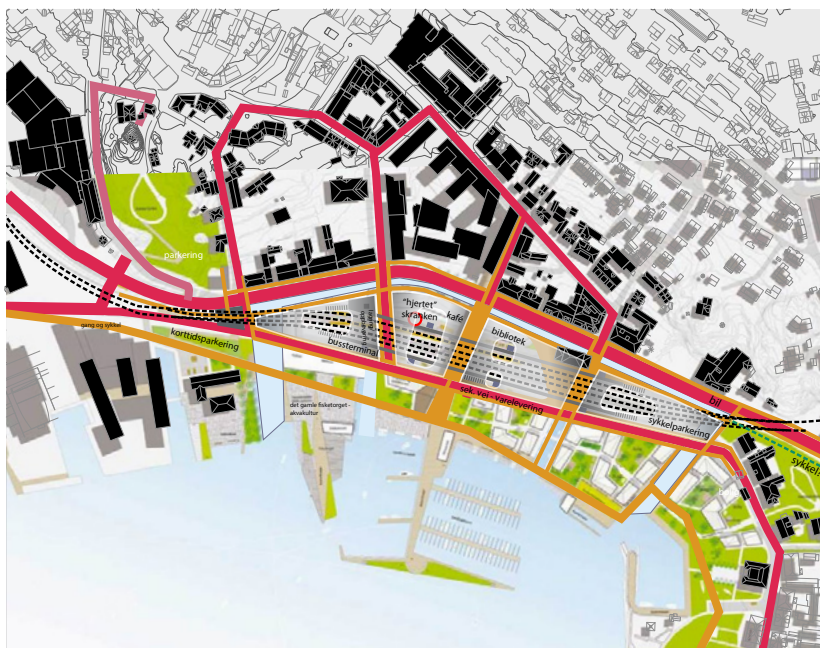 parkering
"hjertet"
skranken
kafé
bibliotek
gang og sykkel
korttidsparkering
bussterminal
det gamle fisketorget -
akvakultur
sek. vei - varelevering
bil
sykkelparkering